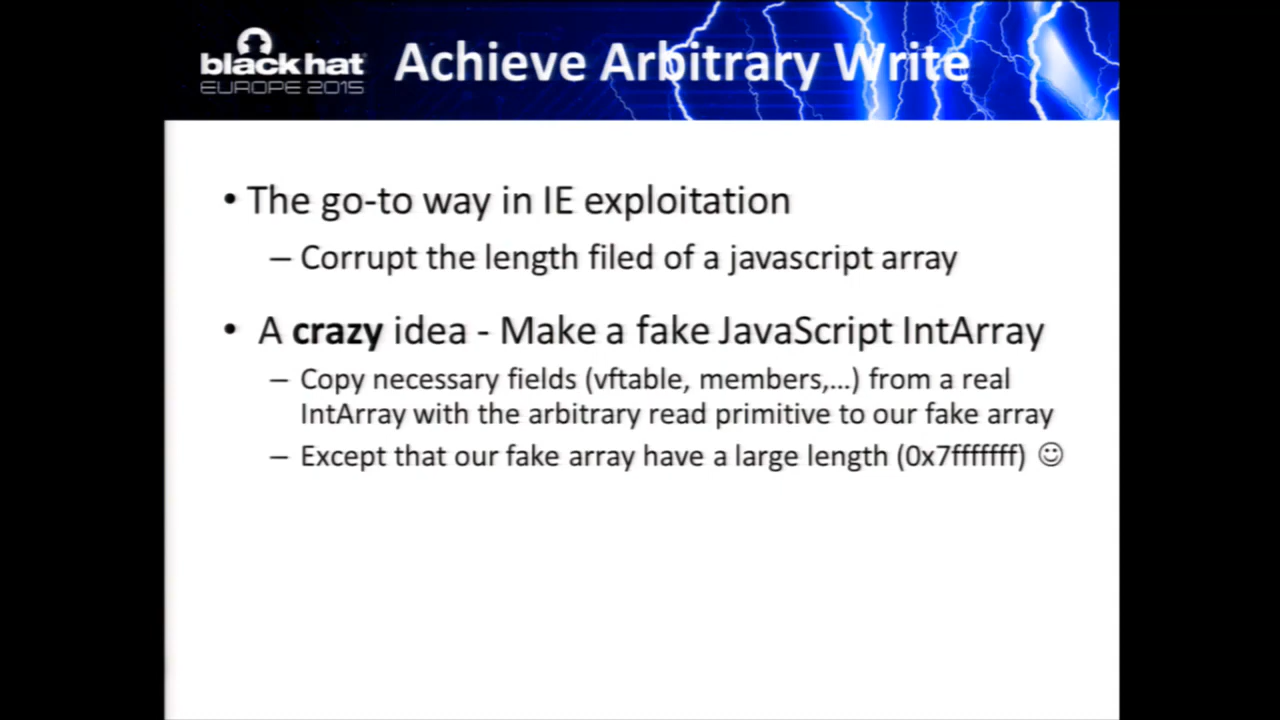 black hat
EUROPE 2015
Achieve Arbitrary Write
• The go-to way in IE exploitation
– Corrupt the length filed of a javascript array
• A crazy idea - Make a fake JavaScript IntArray
– Copy necessary fields (vftable, members,...) from a real
IntArray with the arbitrary read primitive to our fake array
– Except that our fake array have a large length (0x7fffffff) ☺